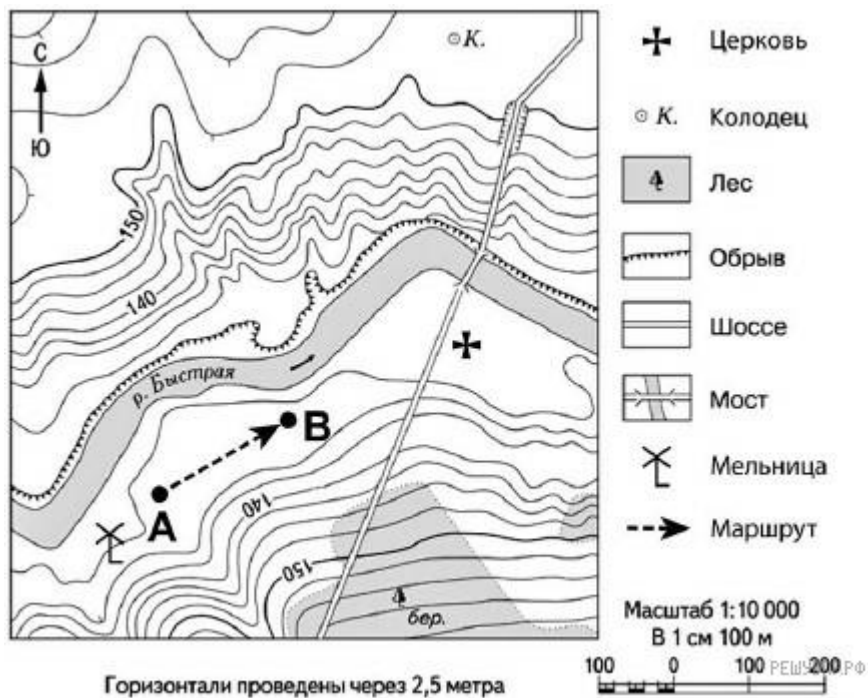 С
Ю
К.
150
140
р. Быстрая
В
А
140
150
бер.
Церковь
К. Колодец
Лес
Обрыв
Шоссе
Мост
Мельница
Маршрут
Масштаб 1:10 000
В 1 см 100 м
100 0 100 200
Горизонтали проведены через 2,5 метра